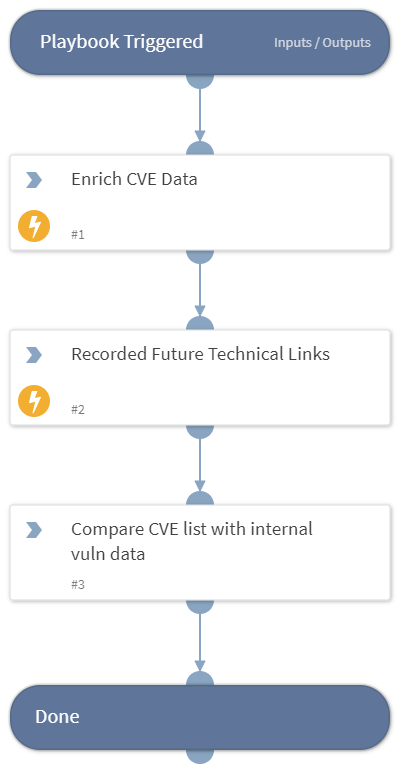 Playbook Triggered Inputs / Outputs
Enrich CVE Data
#1
Recorded Future Technical Links
#2
Compare CVE list with internal
vuln data
#3
Done